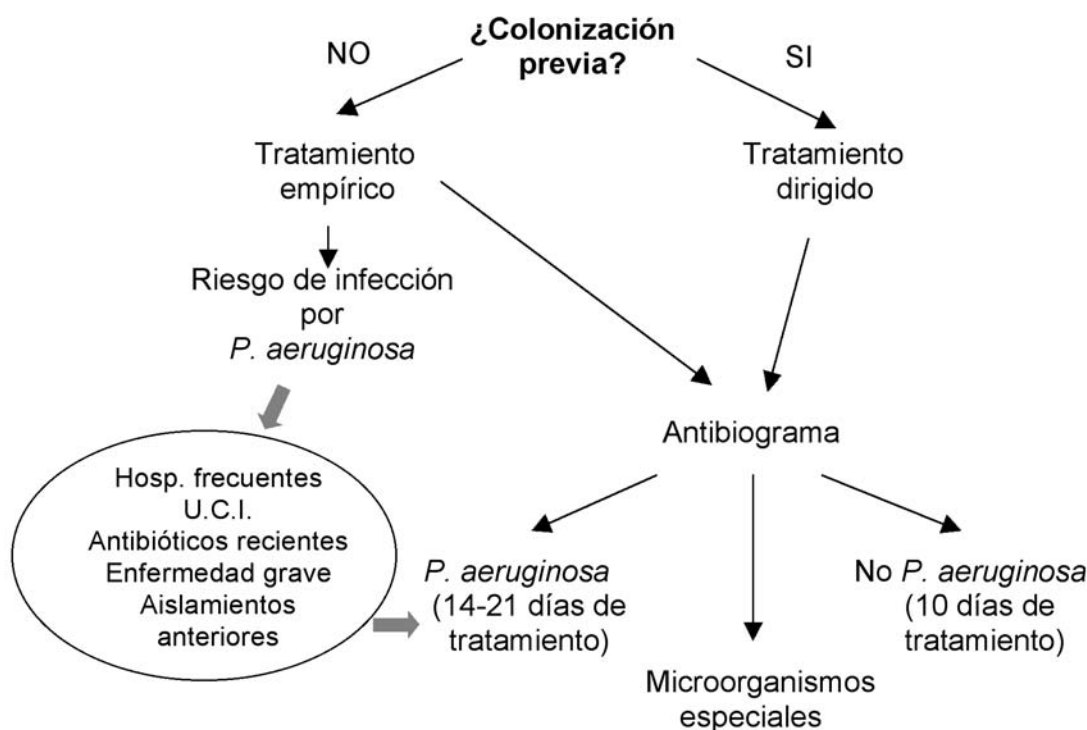 ¿Colonización
previa?
NO
SI
Tratamiento
empírico
Tratamiento
dirigido
Riesgo de infección
por
P. aeruginosa
Antibiograma
Hosp. frecuentes
U.C.I.
Antibióticos recientes
Enfermedad grave
Aislamientos
anteriores
P. aeruginosa
(14-21 días de
tratamiento)
No P. aeruginosa
(10 días de
tratamiento)
Microorganismos
especiales